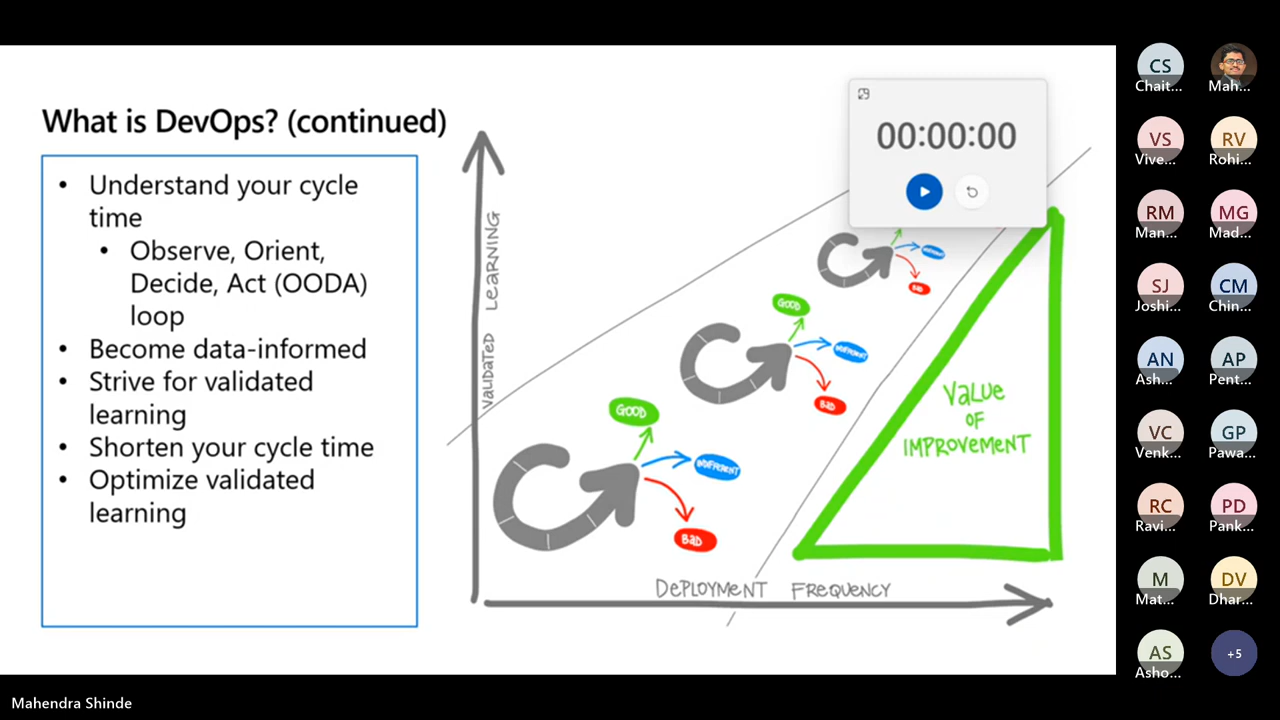 What is DevOps? (continued)
• Understand your cycle
time
• Observe, Orient,
Decide, Act (OODA)
loop
• Become data-informed
• Strive for validated
learning
• Shorten your cycle time
• Optimize validated
learning
VALIDATED LEARNING
GOOD
INDIFFERENT
BAD
GOOD
INDIFFERENT
BAD
INDIFFERENT
BAD
VALUE
OF
IMPROVEMENT
DEPLOYMENT FREQUENCY
00:00:00
CS
Chait...
Mah...
VS
Vive...
RV
Rohi...
RM
Man...
MG
Mad...
SJ
Joshi...
CM
Chin...
AN
Ash...
AP
Pent...
VC
Venk...
GP
Pawa...
RC
Ravi...
PD
Pank...
M
Mat...
DV
Dhar...
AS
Asho...
+5
Mahendra Shinde